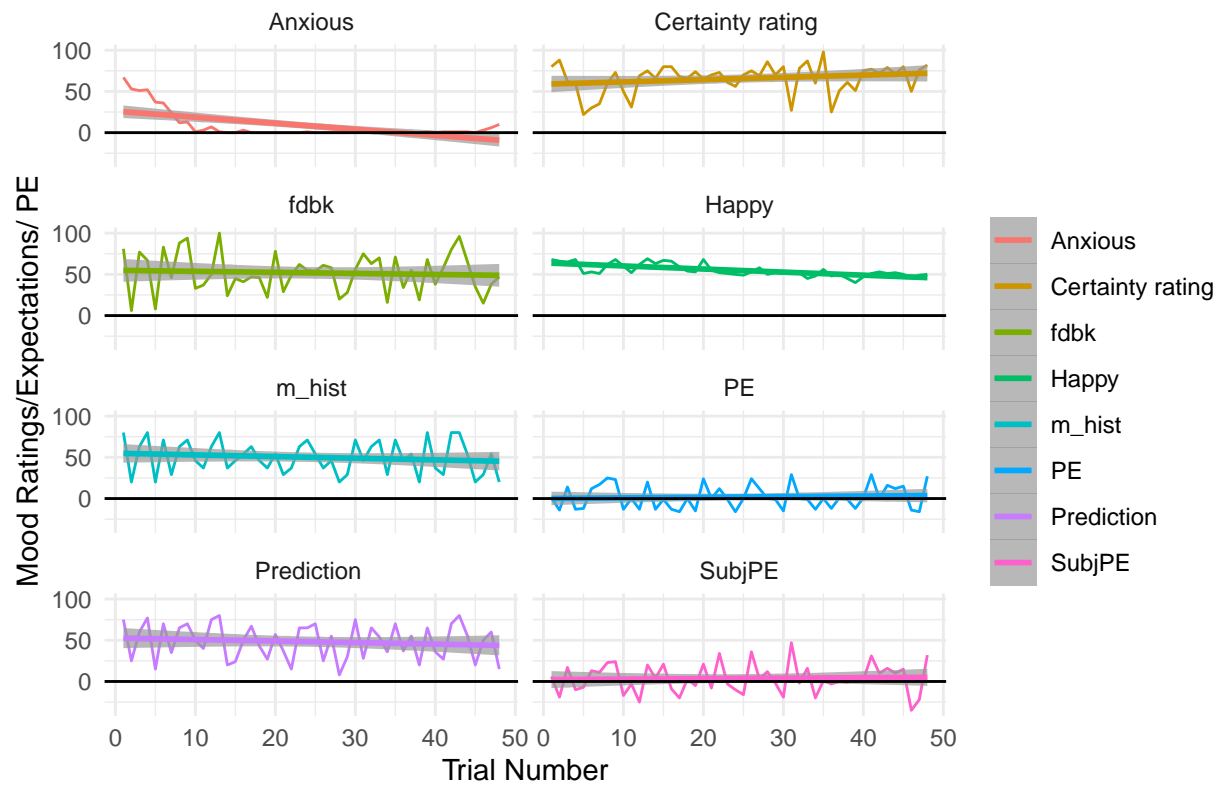 Anxious
Certainty rating
100
50
0
fdbk
Happy
100
50
0
m_hist
PE
100
50
0
Prediction
SubjPE
100
50
0
0 10 20 30 40 50
0 10 20 30 40 50
Trial Number
Mood Ratings/Expectations/ PE
Anxious
Certainty rating
fdbk
Happy
m_hist
PE
Prediction
SubjPE